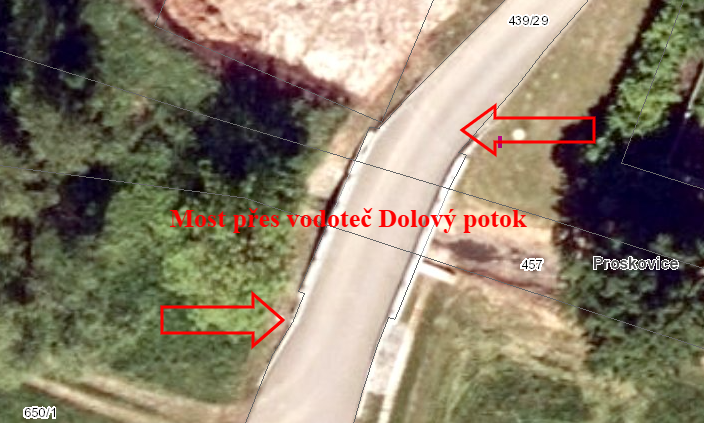 439/29
Most přes vodoteč Dolový potok
457
Proskovice
650/1